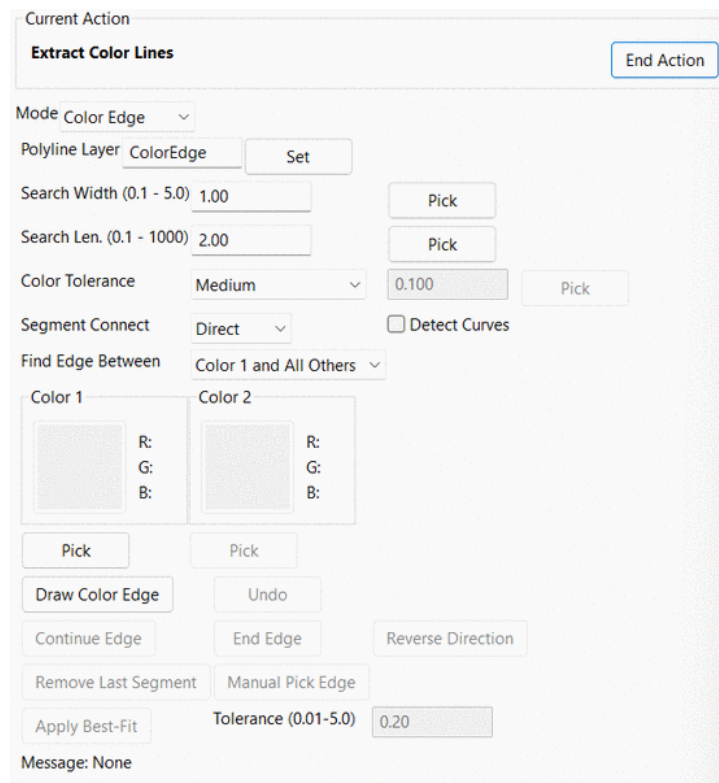 Current Action
Extract Color Lines
End Action
Mode Color Edge
Polyline Layer ColorEdge Set
Search Width (0.1 - 5.0) 1.00 Pick
Search Len. (0.1 - 1000) 2.00 Pick
Color Tolerance Medium 0.100 Pick
Segment Connect Direct Detect Curves
Find Edge Between Color 1 and All Others
Color 1 Color 2
R: R:
G: G:
B: B:
Pick Pick
Draw Color Edge Undo
Continue Edge End Edge Reverse Direction
Remove Last Segment Manual Pick Edge
Apply Best-Fit Tolerance (0.01-5.0) 0.20
Message: None